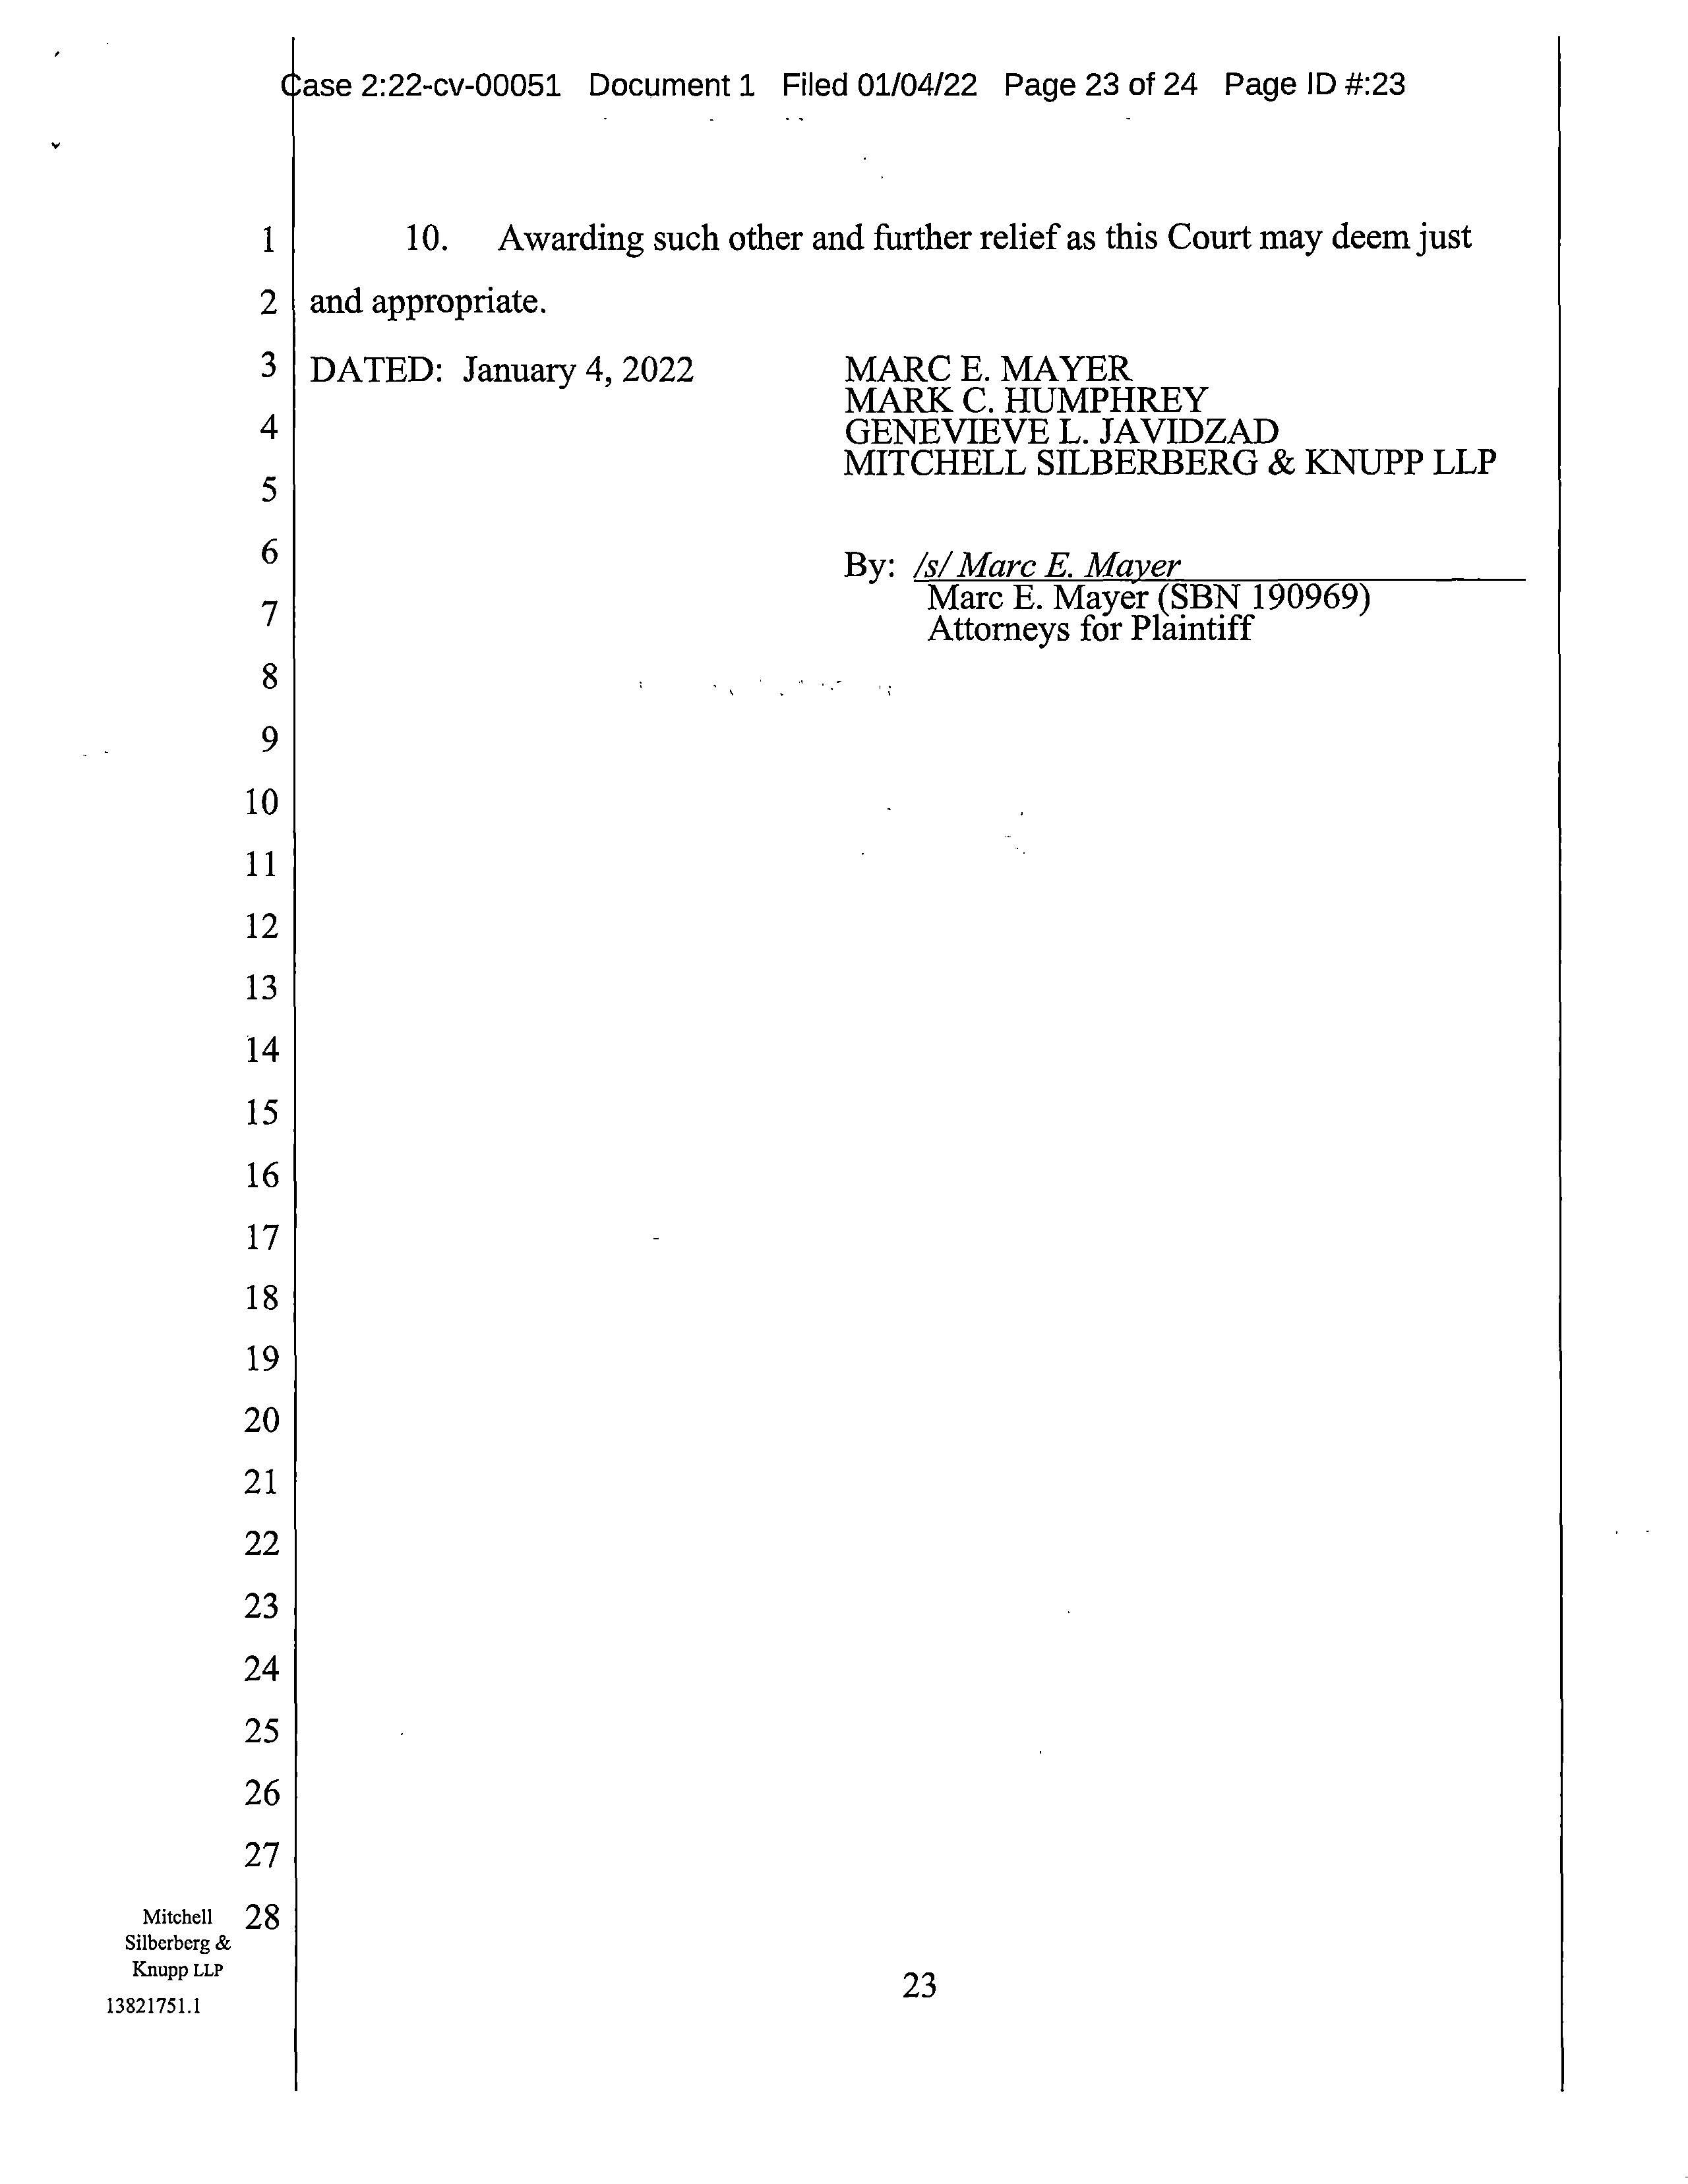 Case 2:22-cv-00051 Document 1 Filed 01/04/22 Page 23 of 24 Page ID #:23
1 10. Awarding such other and further relief as this Court may deem just
2 and appropriate.
3 DATED: January 4, 2022 MARC E. MAYER
MARK C. HUMPHREY
4 GENEVIEVE L. JAVIDZAD
MITCHELL SILBERBERG & KNUPP LLP
5
6 By: /s/ Marc E. Mayer
7 Marc E. Mayer (SBN 190969)
Attorneys for Plaintiff
8
9
10
11
12
13
14
15
16
17
18
19
20
21
22
23
24
25
26
27
28
Mitchell
Silberberg &
Knupp LLP
13821751.1
23